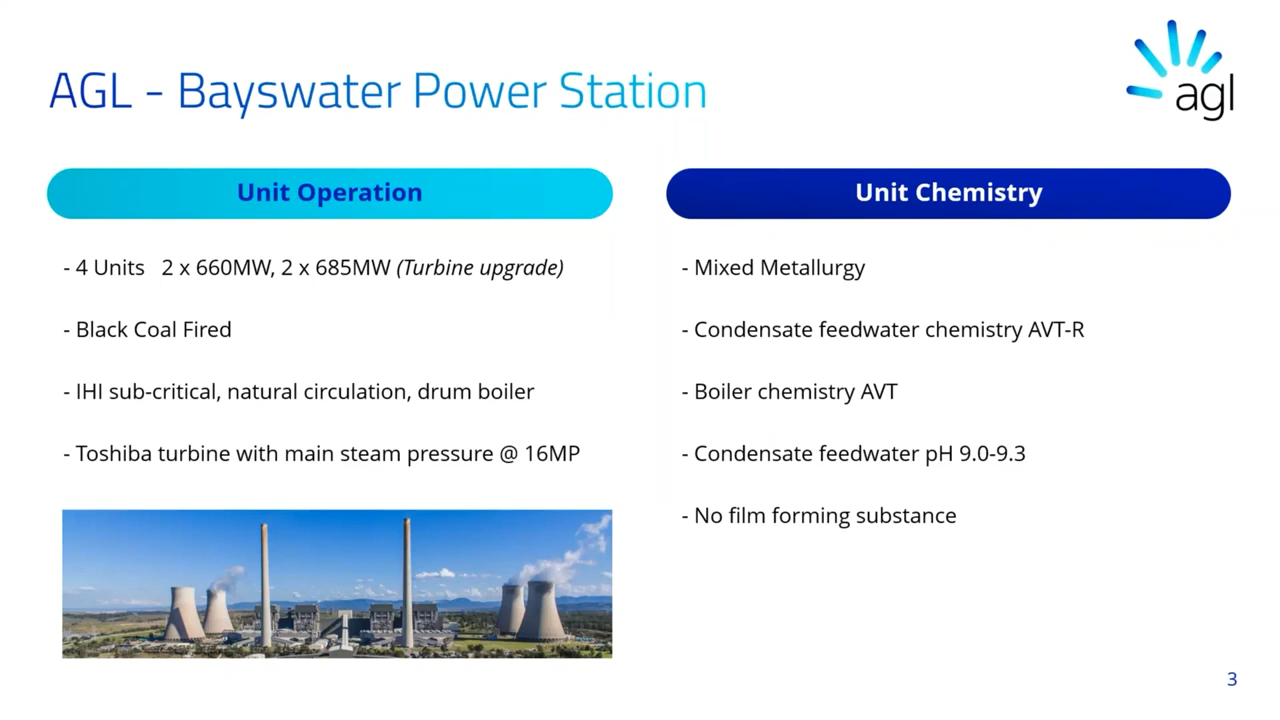 AGL - Bayswater Power Station
agl
Unit Operation
- 4 Units 2 x 660MW, 2 x 685MW (Turbine upgrade)
- Black Coal Fired
- IHI sub-critical, natural circulation, drum boiler
- Toshiba turbine with main steam pressure @ 16MP
Unit Chemistry
- Mixed Metallurgy
- Condensate feedwater chemistry AVT-R
- Boiler chemistry AVT
- Condensate feedwater pH 9.0-9.3
- No film forming substance
3